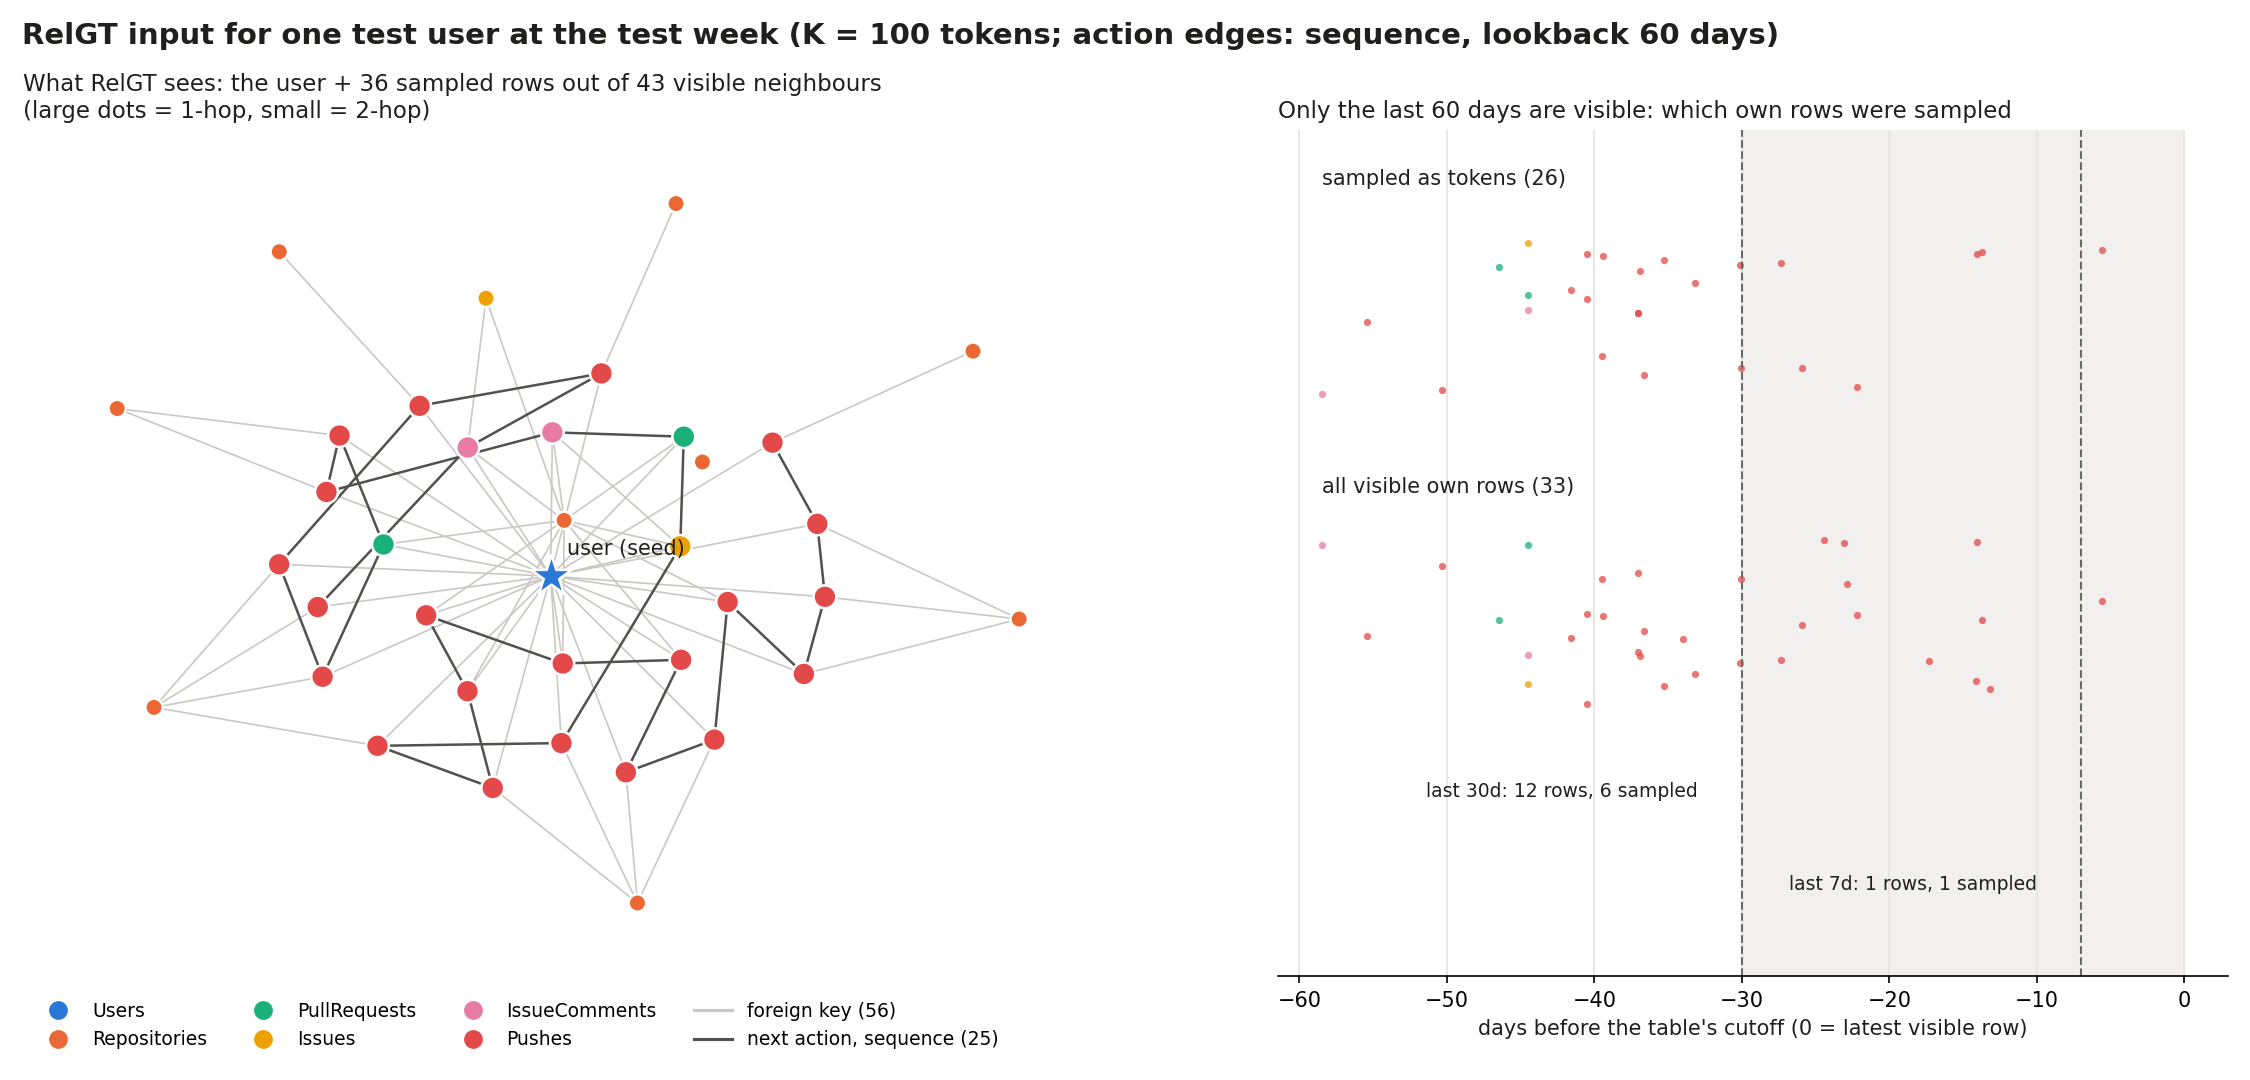 RelGT input for one test user at the test week (K = 100 tokens; action edges: sequence, lookback 60 days)
What RelGT sees: the user + 36 sampled rows out of 43 visible neighbours
(large dots = 1-hop, small = 2-hop)
user (seed)
Users
Repositories
PullRequests
Issues
IssueComments
Pushes
foreign key (56)
next action, sequence (25)
Only the last 60 days are visible: which own rows were sampled
sampled as tokens (26)
all visible own rows (33)
last 30d: 12 rows, 6 sampled
last 7d: 1 rows, 1 sampled
−60 −50 −40 −30 −20 −10 0
days before the table's cutoff (0 = latest visible row)